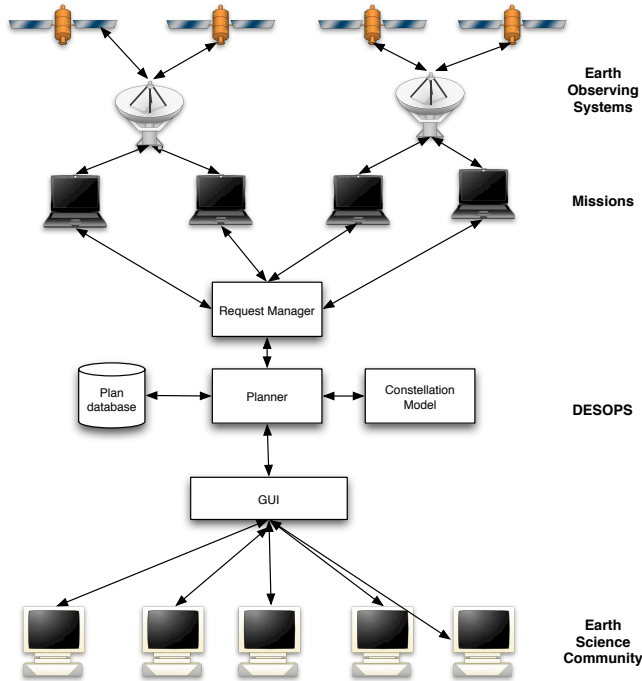 Earth
Observing
Systems
Missions
Request Manager
Plan
database
Planner
Constellation
Model
DESOPS
GUI
Earth
Science
Community